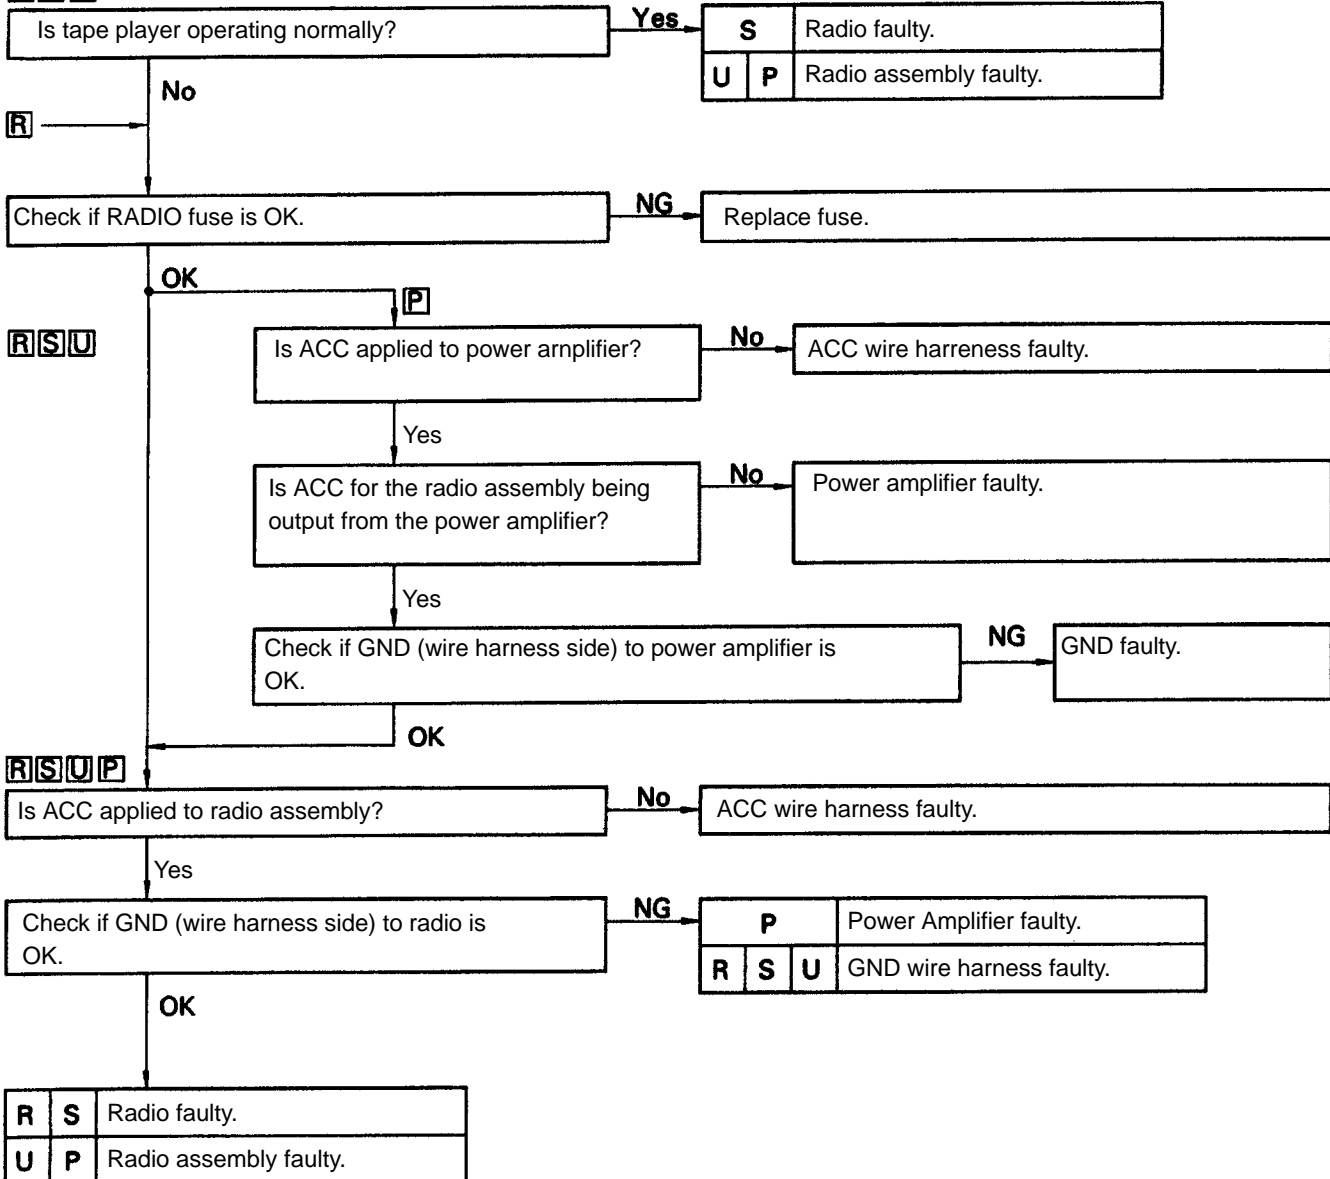 Is tape player operating normally?
Yes
S Radio faulty.
U P Radio assembly faulty.
No
R
Check if RADIO fuse is OK.
NG
Replace fuse.
OK
P
R S U
Is ACC applied to power arnplifier?
No
ACC wire harreness faulty.
Yes
Is ACC for the radio assembly being
output from the power amplifier?
No
Power amplifier faulty.
Yes
Check if GND (wire harness side) to power amplifier is
OK.
NG
GND faulty.
OK
R S U P
Is ACC applied to radio assembly?
No
ACC wire harness faulty.
Yes
Check if GND (wire harness side) to radio is
OK.
NG
P Power Amplifier faulty.
R S U GND wire harness faulty.
OK
R S Radio faulty.
U P Radio assembly faulty.